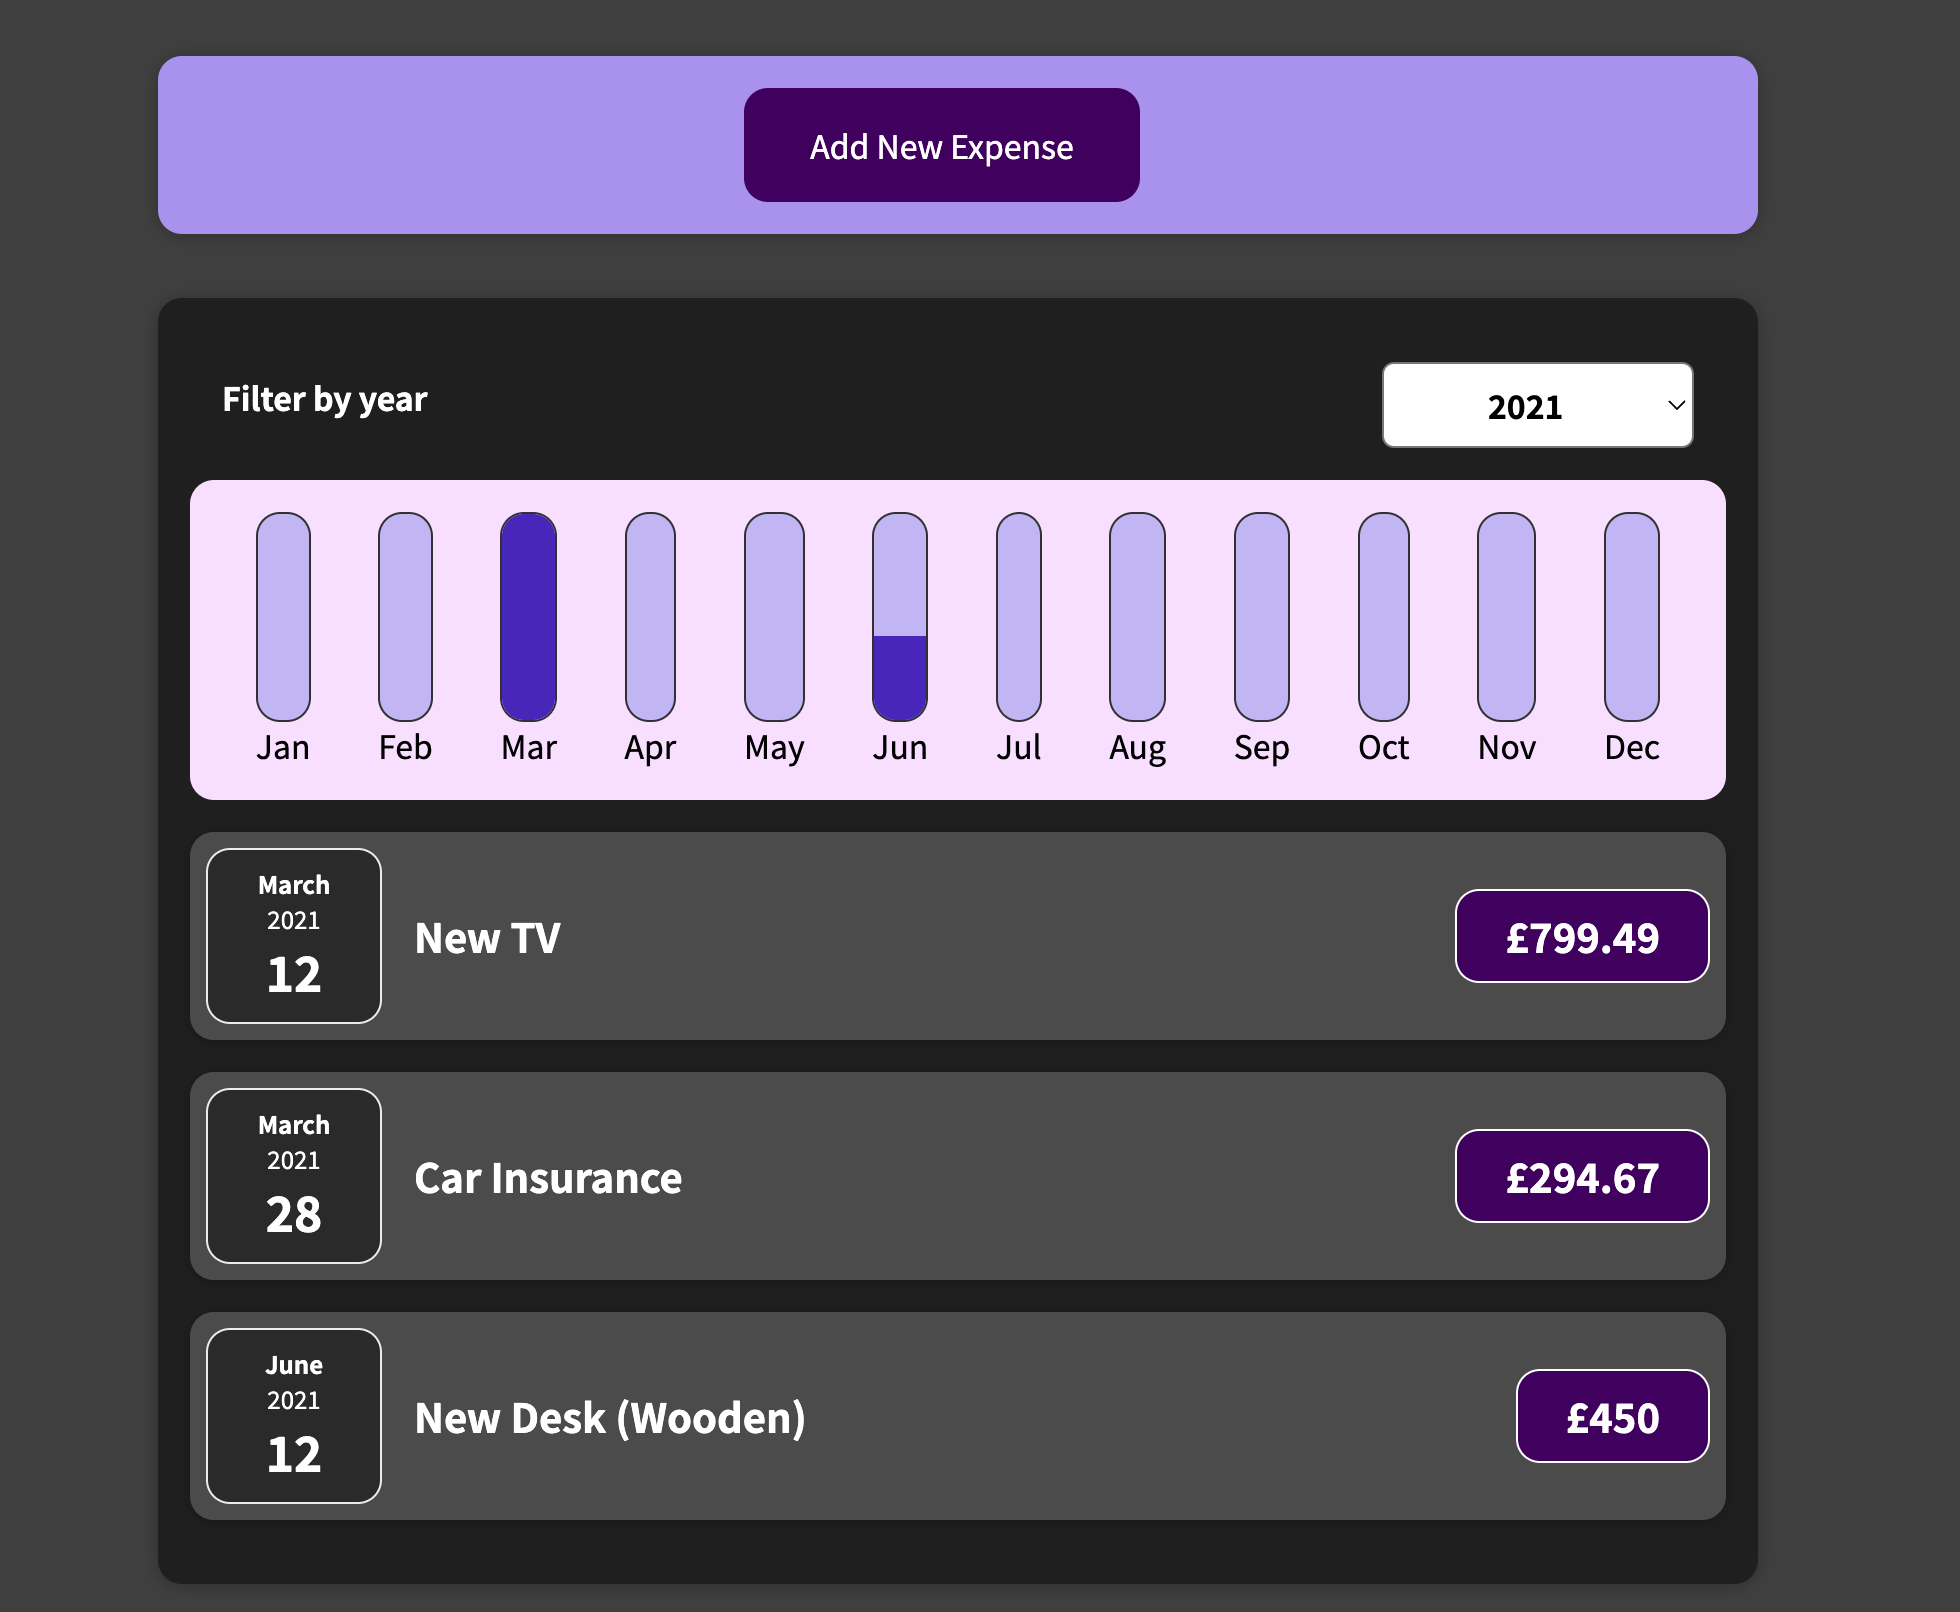 Add New Expense
Filter by year
2021
Jan Feb Mar Apr May Jun Jul Aug Sep Oct Nov Dec
March
2021
12
New TV
£799.49
March
2021
28
Car Insurance
£294.67
June
2021
12
New Desk (Wooden)
£450